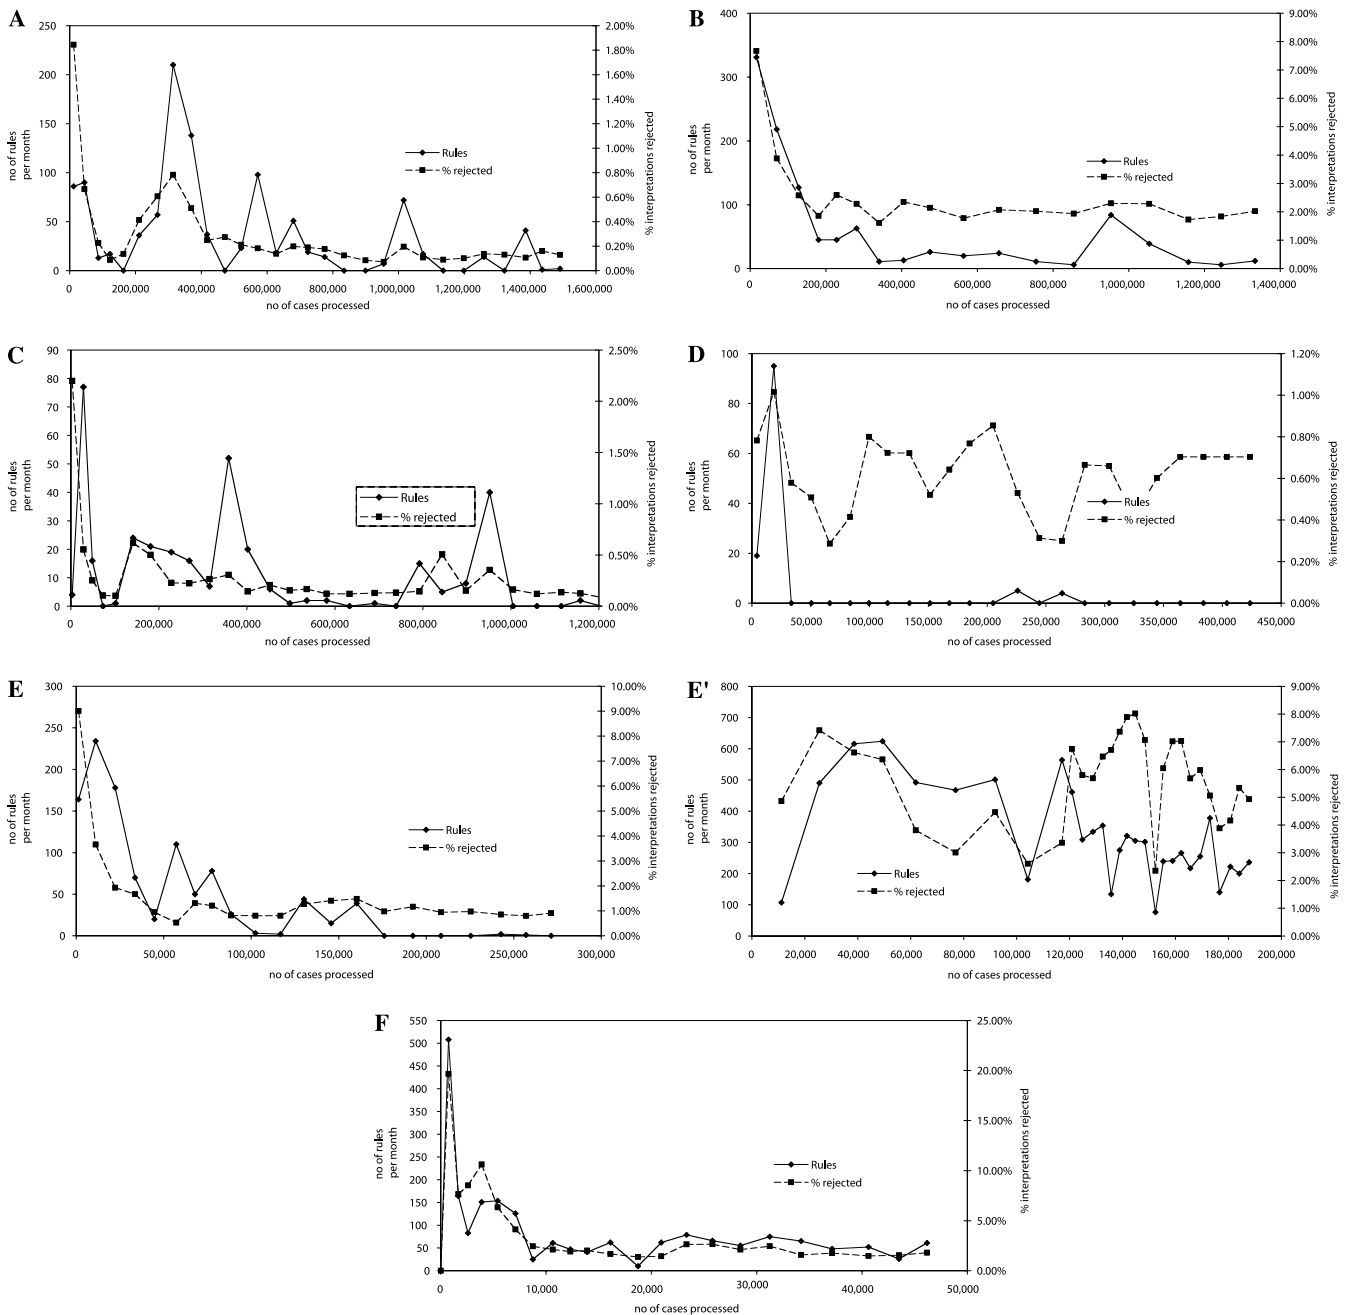 A
250
200
150
100
50
0
no of rules
per month
2.00%
1.80%
1.60%
1.40%
1.20%
1.00%
0.80%
0.60%
0.40%
0.20%
0.00%
% interpretations rejected
Rules
% rejected
0 200,000 400,000 600,000 800,000 1,000,000 1,200,000 1,400,000 1,600,000
no of cases processed
B
400
300
200
100
0
no of rules
per month
9.00%
8.00%
7.00%
6.00%
5.00%
4.00%
3.00%
2.00%
1.00%
0.00%
% interpretations rejected
Rules
% rejected
0 200,000 400,000 600,000 800,000 1,000,000 1,200,000 1,400,000
no of cases processed
C
90
80
70
60
50
40
30
20
10
0
no of rules
per month
2.50%
2.00%
1.50%
1.00%
0.50%
0.00%
% interpretations rejected
Rules
% rejected
0 200,000 400,000 600,000 800,000 1,000,000 1,200,000
no of cases processed
D
100
80
60
40
20
0
no of rules
per month
1.20%
1.00%
0.80%
0.60%
0.40%
0.20%
0.00%
% interpretations rejected
Rules
% rejected
0 50,000 100,000 150,000 200,000 250,000 300,000 350,000 400,000 450,000
no of cases processed
E
300
250
200
150
100
50
0
no of rules
per month
10.00%
9.00%
8.00%
7.00%
6.00%
5.00%
4.00%
3.00%
2.00%
1.00%
0.00%
% interpretations rejected
Rules
% rejected
0 50,000 100,000 150,000 200,000 250,000 300,000
no of cases processed
E'
800
700
600
500
400
300
200
100
0
no of rules
per month
9.00%
8.00%
7.00%
6.00%
5.00%
4.00%
3.00%
2.00%
1.00%
0.00%
% interpretations rejected
Rules
% rejected
0 20,000 40,000 60,000 80,000 100,000 120,000 140,000 160,000 180,000 200,000
no of cases processed
F
550
500
450
400
350
300
250
200
150
100
50
0
no of rules
per month
25.00%
20.00%
15.00%
10.00%
5.00%
0.00%
% interpretations rejected
Rules
% rejected
0 10,000 20,000 30,000 40,000 50,000
no of cases processed